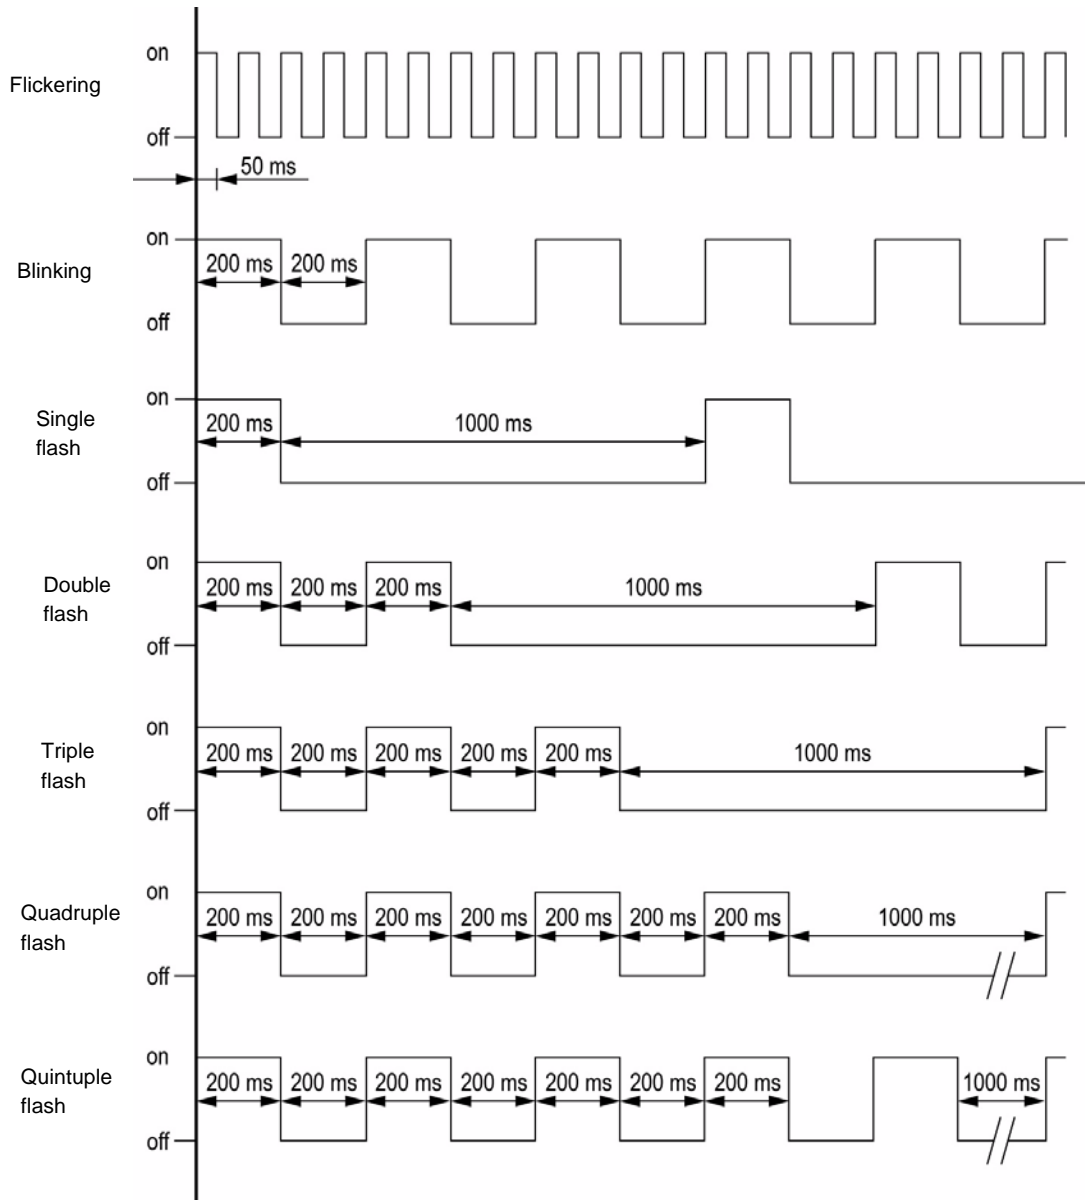 on
Flickering
off
50 ms
on
Blinking
200 ms 200 ms
off
on
Single
flash
200 ms 1000 ms
off
on
Double
flash
200 ms 200 ms 200 ms 1000 ms
off
on
Triple
flash
200 ms 200 ms 200 ms 200 ms 200 ms 1000 ms
off
on
Quadruple
flash
200 ms 200 ms 200 ms 200 ms 200 ms 200 ms 200 ms 1000 ms
off
on
Quintuple
flash
200 ms 200 ms 200 ms 200 ms 200 ms 200 ms 200 ms 1000 ms
off